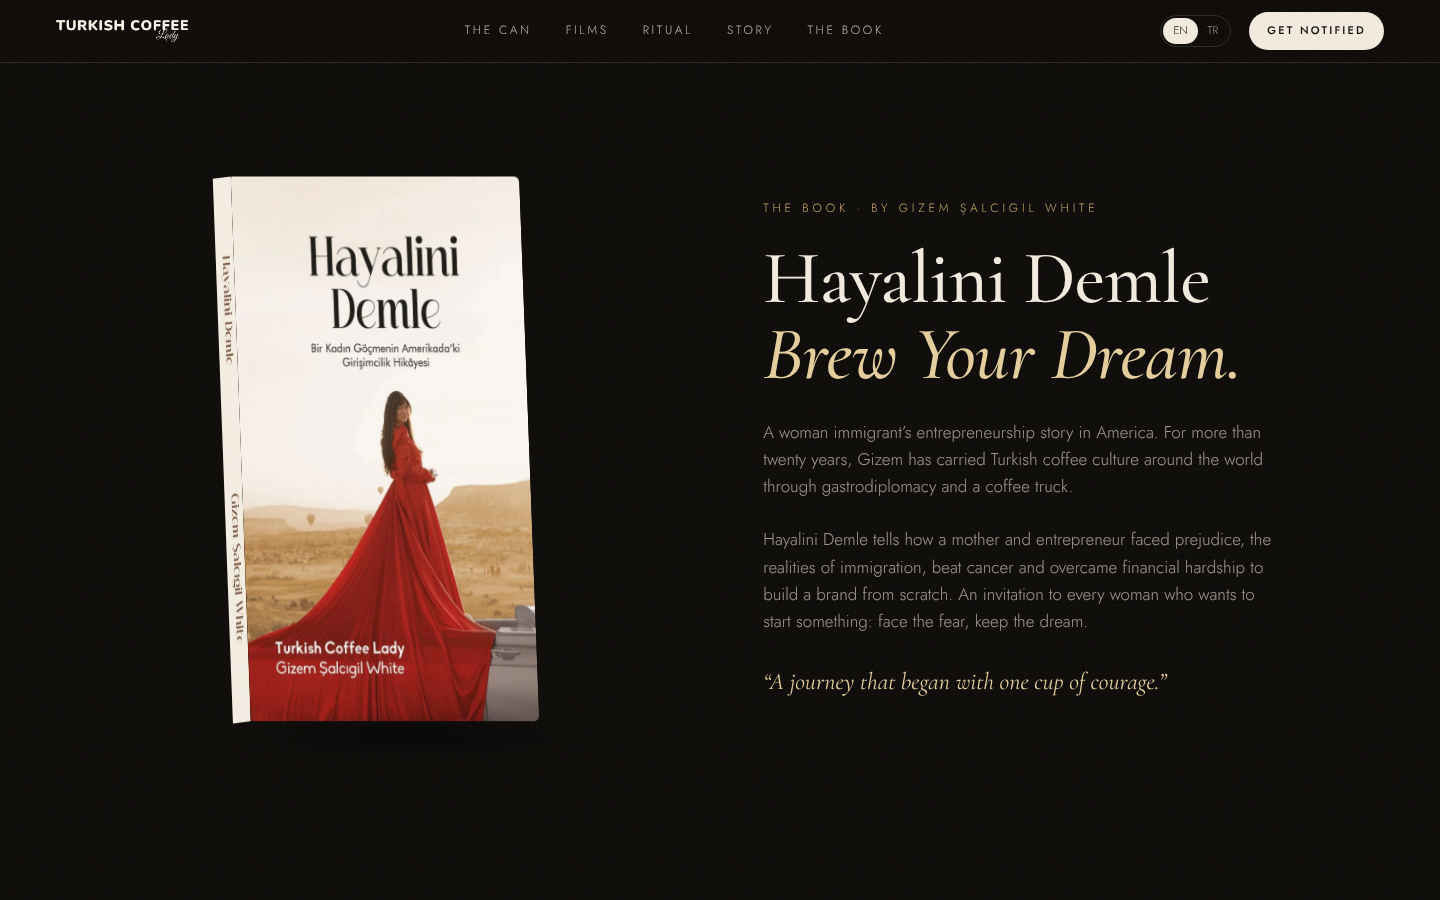 TURKISH COFFEE
Lady
THE CAN
FILMS
RITUAL
STORY
THE BOOK
EN
TR
GET NOTIFIED
Hayalini Demle
Gizem Şalcıgil White
Hayalini
Demle
Bir Kadın Göçmenin Amerikada'ki
Girişimcilik Hikâyesi
Turkish Coffee Lady
Gizem Şalcıgil White
THE BOOK · BY GIZEM ŞALCIGIL WHITE
Hayalini Demle
Brew Your Dream.
A woman immigrant’s entrepreneurship story in America. For more than
twenty years, Gizem has carried Turkish coffee culture around the world
through gastrodiplomacy and a coffee truck.
Hayalini Demle tells how a mother and entrepreneur faced prejudice, the
realities of immigration, beat cancer and overcame financial hardship to
build a brand from scratch. An invitation to every woman who wants to
start something: face the fear, keep the dream.
“A journey that began with one cup of courage.”